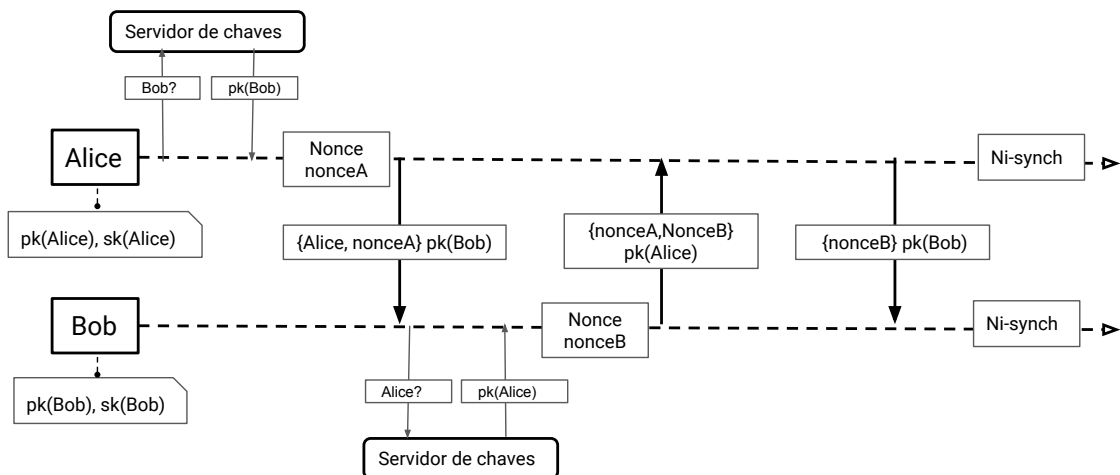 Servidor de chaves
Bob?
pk(Bob)
Alice
Nonce
nonceA
Ni-synch
pk(Alice), sk(Alice)
{Alice, nonceA} pk(Bob)
{nonceA,NonceB}
pk(Alice)
{nonceB} pk(Bob)
Bob
Nonce
nonceB
Ni-synch
pk(Bob), sk(Bob)
Alice?
pk(Alice)
Servidor de chaves